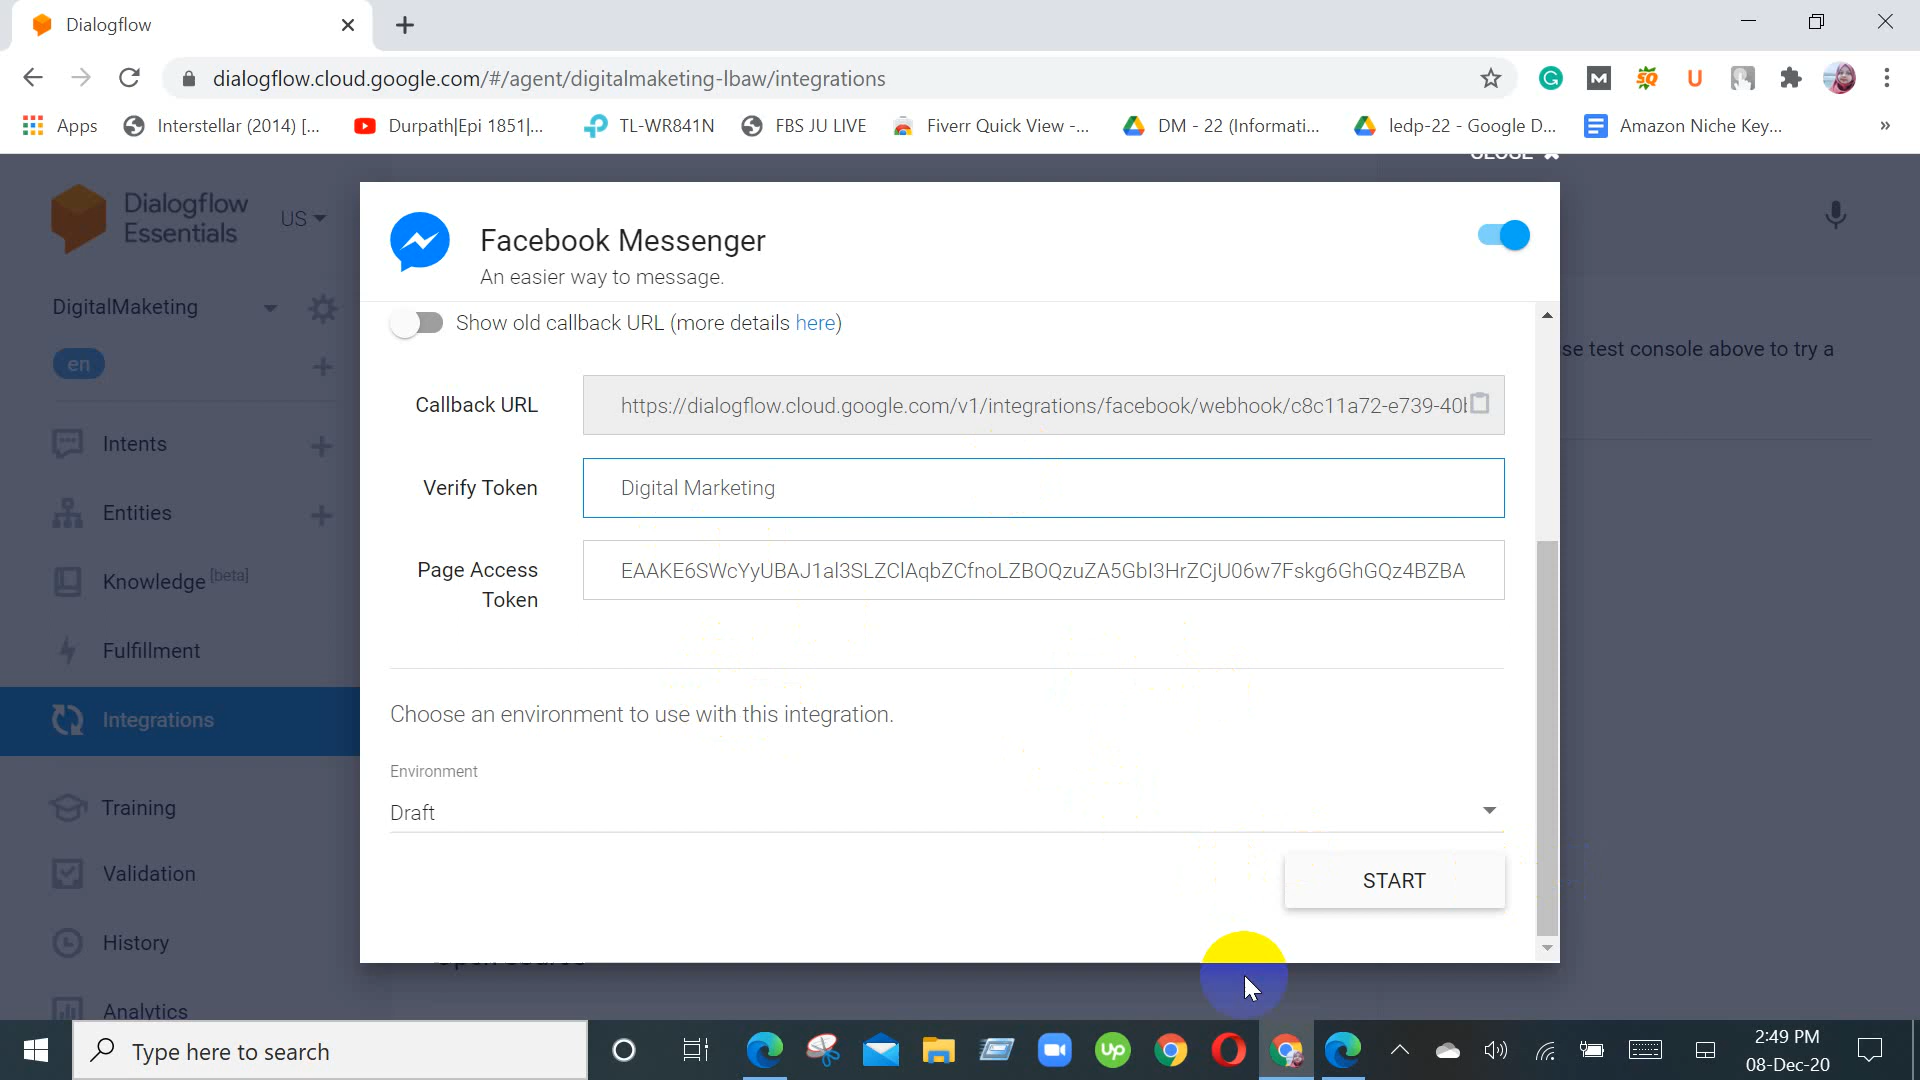 Dialogflow
dialogflow.cloud.google.com/#/agent/digitalmaketing-lbaw/integrations
Apps
Interstellar (2014) [...
Durpath|Epi 1851|...
TL-WR841N
FBS JU LIVE
Fiverr Quick View -...
DM - 22 (Informati...
ledp-22 - Google D...
Amazon Niche Key...
»
CLOSE
Dialogflow
Essentials
US
DigitalMaketing
en
Intents
Entities
Knowledge [beta]
Fulfillment
Integrations
Training
Validation
History
Analytics
Facebook Messenger
An easier way to message.
Show old callback URL (more details here)
Callback URL
https://dialogflow.cloud.google.com/v1/integrations/facebook/webhook/c8c11a72-e739-40
Verify Token
Digital Marketing
Page Access
Token
EAAKE6SWcYyUBAJ1al3SLZClAqbZCfnoLZBOQzuZA5GbI3HrZCjU06w7Fskg6GhGQz4BZBA
Choose an environment to use with this integration.
Environment
Draft
START
se test console above to try a
Type here to search
2:49 PM
08-Dec-20